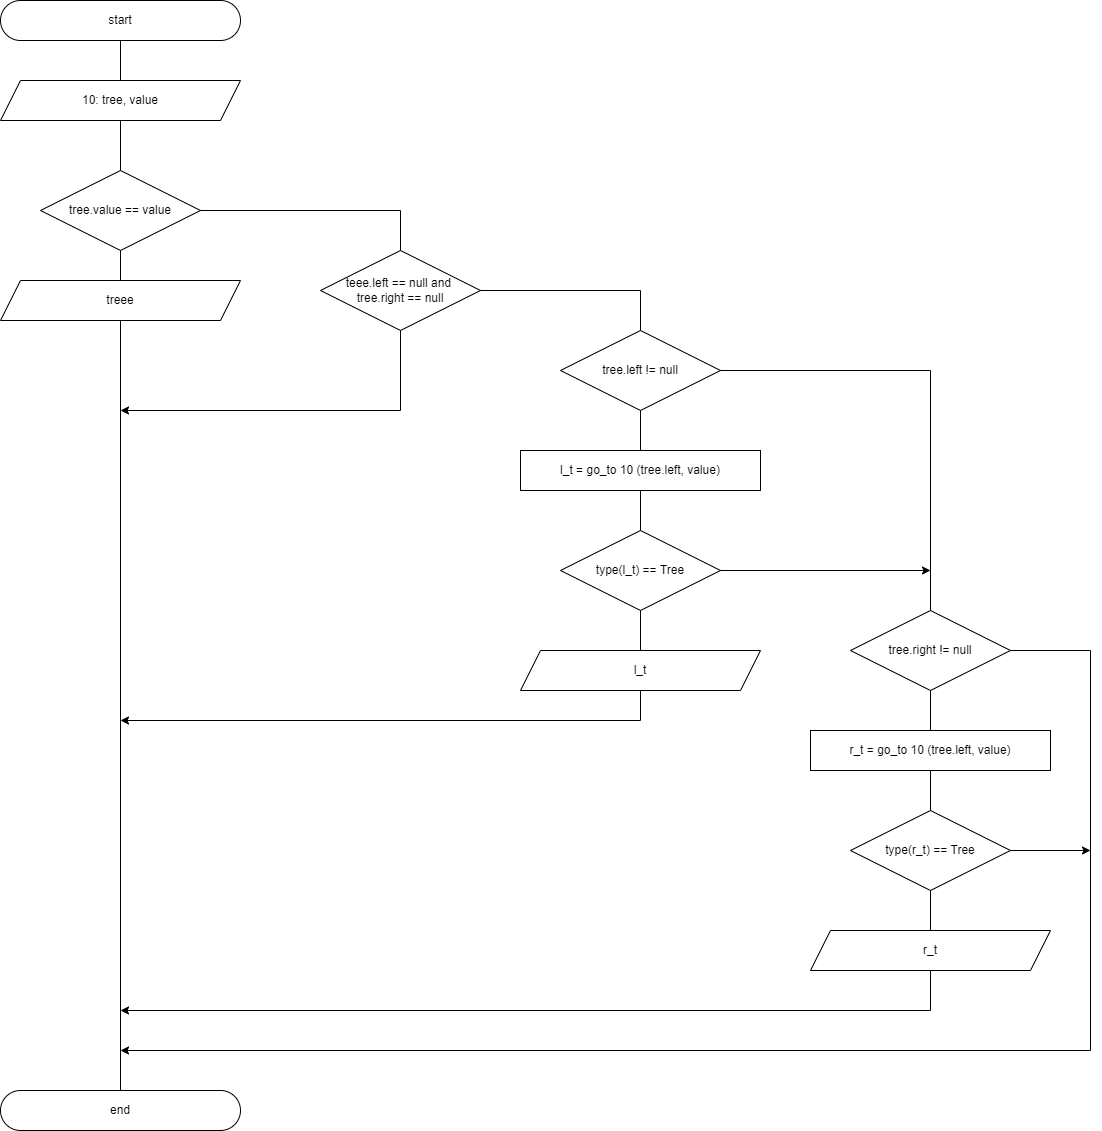 start
10: tree, value
tree.value == value
teee.left == null and
tree.right == null
treee
tree.left != null
l_t = go_to 10 (tree.left, value)
type(l_t) == Tree
tree.right != null
l_t
r_t = go_to 10 (tree.left, value)
type(r_t) == Tree
r_t
end